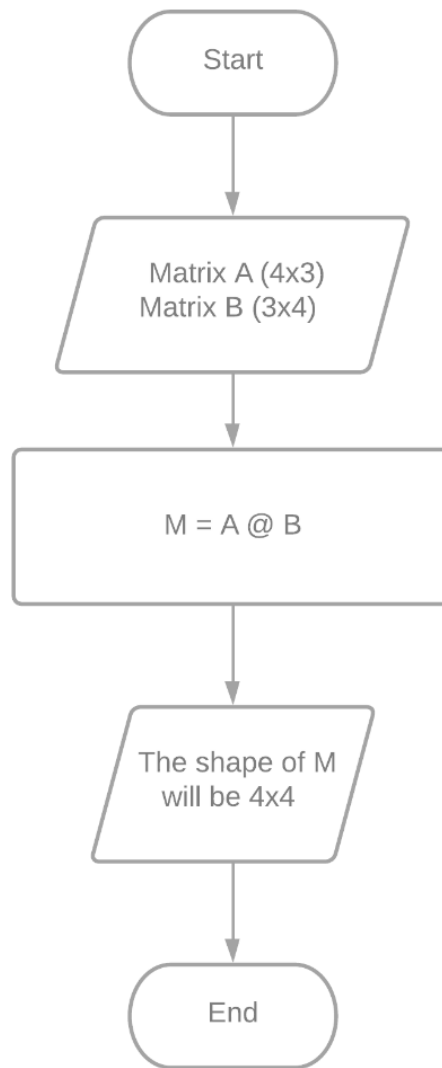 Start
Matrix A (4x3)
Matrix B (3x4)
M = A @ B
The shape of M
will be 4x4
End